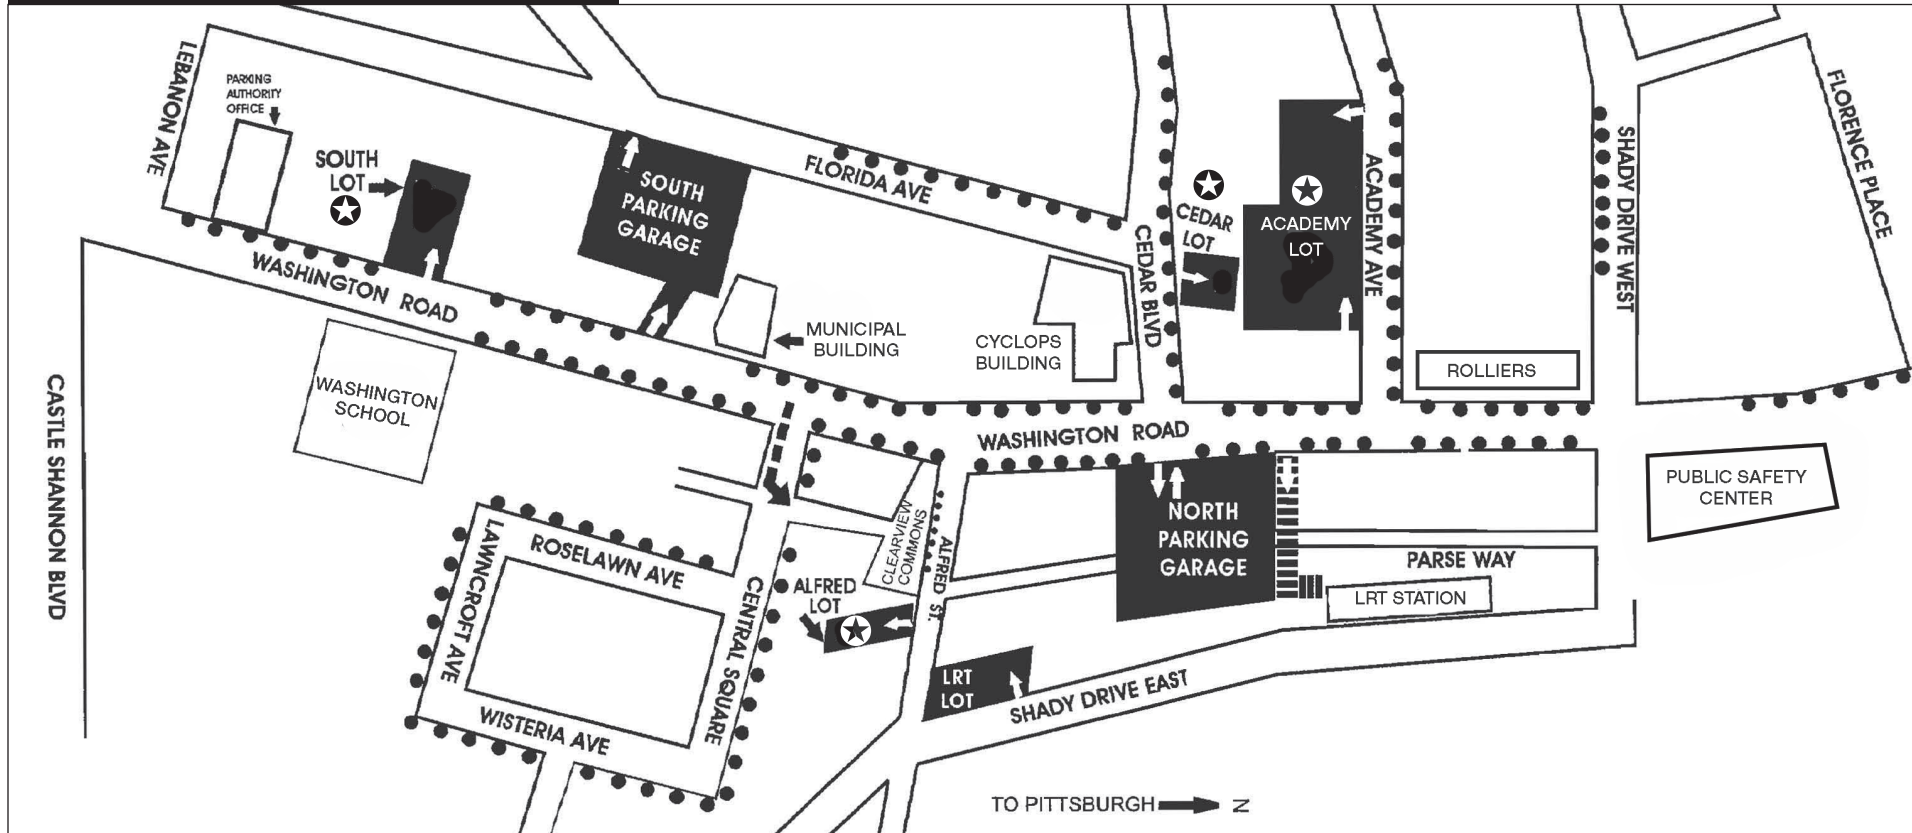 LEBANON AVE
PARKING
AUTHORITY
OFFICE
SOUTH
LOT
SOUTH
PARKING
GARAGE
FLORIDA AVE
WASHINGTON ROAD
WASHINGTON
SCHOOL
MUNICIPAL
BUILDING
CYCLOPS
BUILDING
CEDAR BLVD
CEDAR
LOT
ACADEMY
LOT
ACADEMY AVE
SHADY DRIVE WEST
FLORENCE PLACE
ROLLIERS
WASHINGTON ROAD
PUBLIC SAFETY
CENTER
CASTLE SHANNON BLVD
LAWNCROFT AVE
ROSELAWN AVE
WISTERIA AVE
CENTRAL SQUARE
CLEARVIEW
COMMONS
ALFRED ST.
ALFRED
LOT
NORTH
PARKING
GARAGE
PARSE WAY
LRT STATION
LRT
LOT
SHADY DRIVE EAST
TO PITTSBURGH N